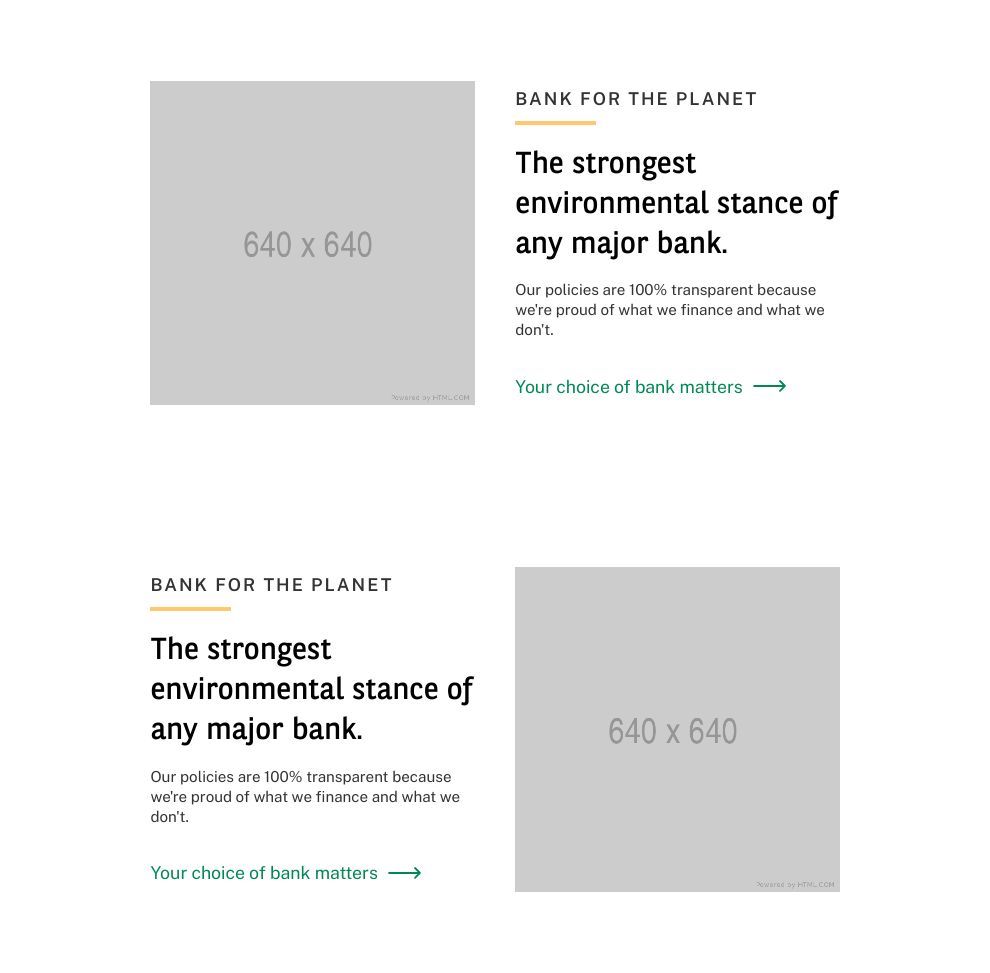 640 x 640
Powered by HTML.COM
BANK FOR THE PLANET
The strongest
environmental stance of
any major bank.
Our policies are 100% transparent because
we're proud of what we finance and what we
don't.
Your choice of bank matters
BANK FOR THE PLANET
The strongest
environmental stance of
any major bank.
Our policies are 100% transparent because
we're proud of what we finance and what we
don't.
Your choice of bank matters
640 x 640
Powered by HTML.COM